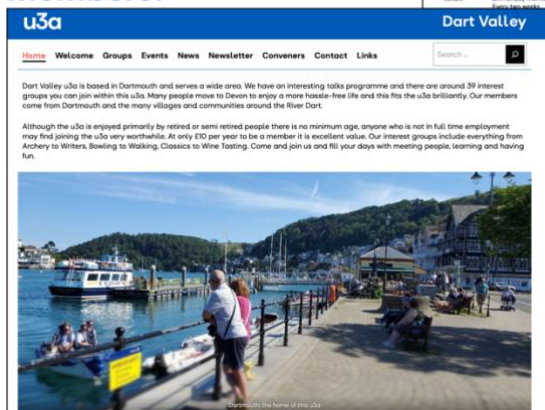 u3a
Dart Valley
Home Welcome Groups Events News Newsletter Conveners Contact Links
Search ...
Dart Valley u3a is based in Dartmouth and serves a wide area. We have an interesting talks programme and there are around 39 interest
groups you can join within this u3a. Many people move to Devon to enjoy a more hassle-free life and this fits the u3a brilliantly. Our members
come from Dartmouth and the many villages and communities around the River Dart.
Although the u3a is enjoyed primarily by retired or semi retired people there is no minimum age, anyone who is not in full time employment
may find joining the u3a very worthwhile. At only £10 per year to be a member it is excellent value. Our interest groups include everything from
Archery to Writers, Bowling to Walking, Classics to Wine Tasting. Come and join us and fill your days with meeting people, learning and having
fun.
Dartmouth, the home of this u3a